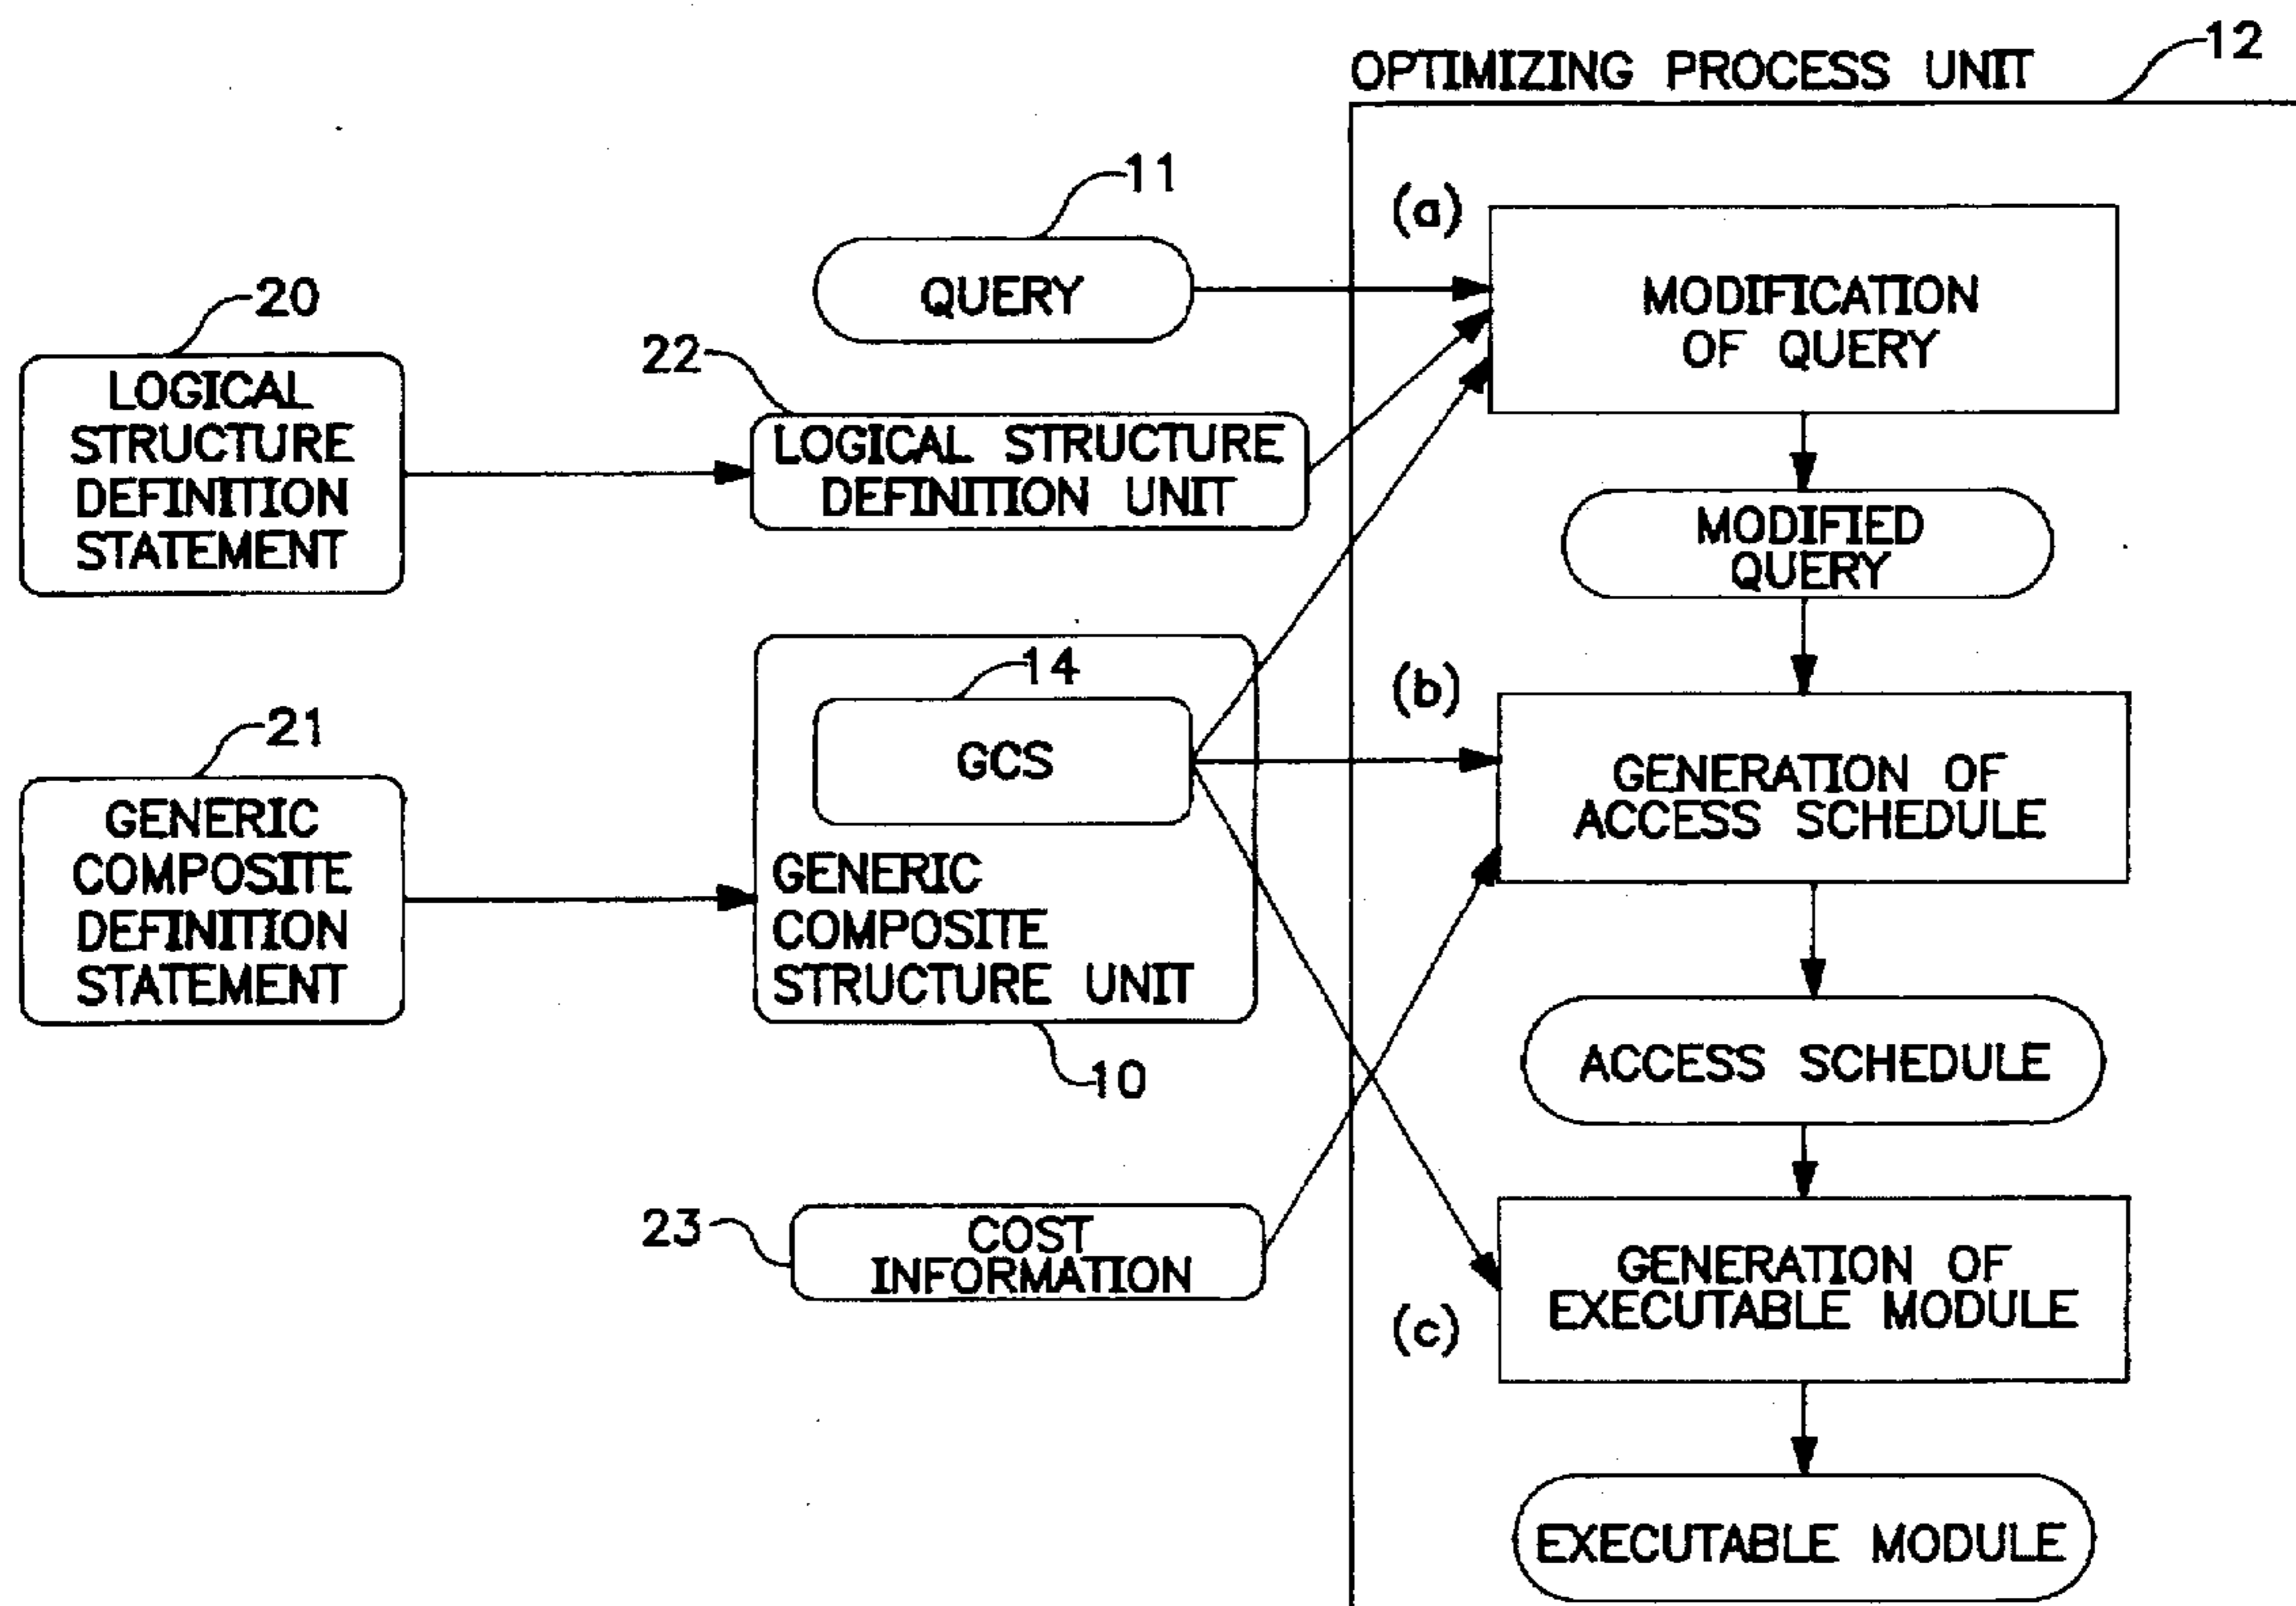 12
OPTIMIZING PROCESS UNIT
11
(a)
QUERY
MODIFICATION
OF QUERY
20
22
LOGICAL
STRUCTURE
DEFINITION
STATEMENT
LOGICAL STRUCTURE
DEFINITION UNIT
MODIFIED
QUERY
14
(b)
21
GCS
GENERATION OF
ACCESS SCHEDULE
GENERIC
COMPOSITE
DEFINITION
STATEMENT
GENERIC
COMPOSITE
STRUCTURE UNIT
10
ACCESS SCHEDULE
23
COST
INFORMATION
GENERATION OF
EXECUTABLE MODULE
(c)
EXECUTABLE MODULE